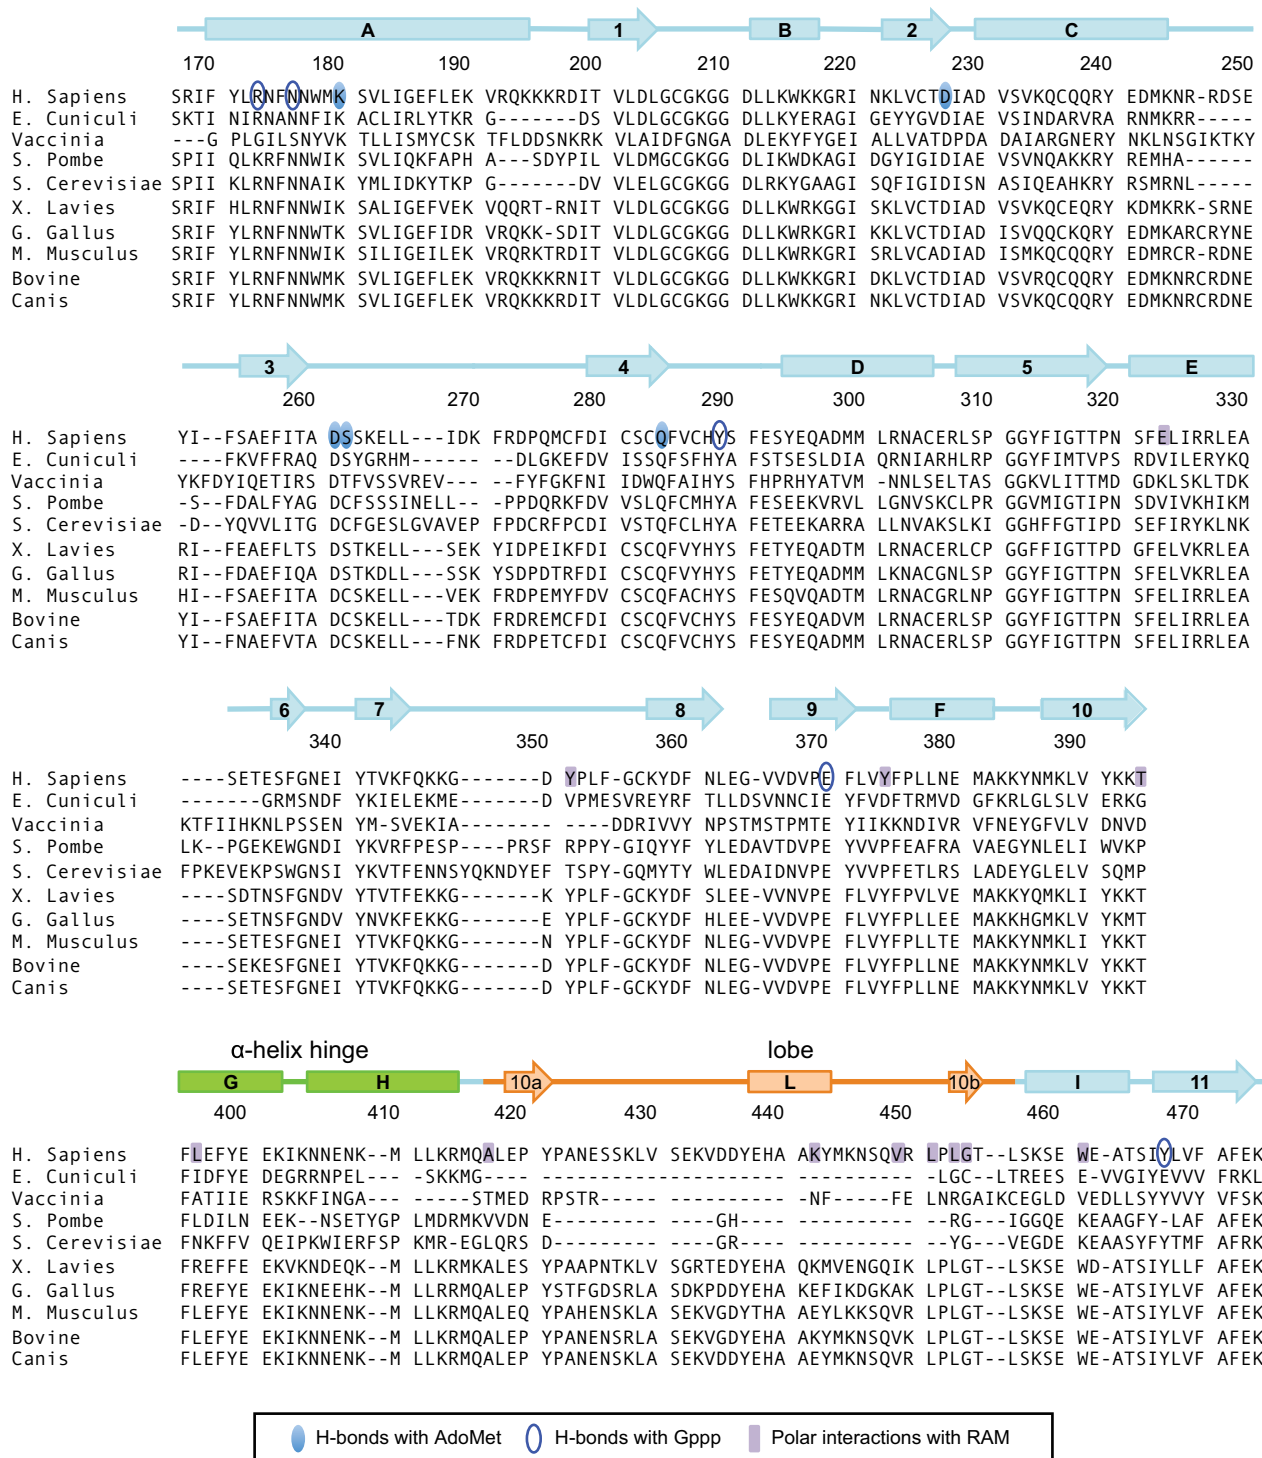 A 1 B 2 C
170 180 190 200 210 220 230 240 250
H. Sapiens SRIF YLRNFNNWMK SVLIGEFLEK VRQKKKRDIT VLDLGCGKGG DLLKWKKGRI NKLVCTDIAD VSVKQCQQRY EDMKNR-RDSE
E. Cuniculi SKTI NIRNANNFIK ACLIRLYTKR G-------DS VLDLGCGKGG DLLKYERAGI GEYYGVDIAE VSINDARVRA RNMKRR-----
Vaccinia ---G PLGILSNYVK TLLISMYCSK TFLDDSNKRK VLAIDFGNGA DLEKYFYGEI ALLVATDPDA DAIARGNERY NKLNSGIKTKY
S. Pombe SPII QLKRFNNWIK SVLIQKFAPH A---SDYPIL VLDMGCGKGG DLIKWDKAGI DGYIGIDIAE VSVNQAKKRY REMHA------
S. Cerevisiae SPII KLRNFNNAIK YMLIDKYTKP G-------DV VLELGCGKGG DLRKYGAAGI SQFIGIDISN ASIQEAHKRY RSMRNL-----
X. Lavies SRIF HLRNFNNWIK SALIGEFVEK VQQRT-RNIT VLDLGCGKGG DLLKWRKGGI SKLVCTDIAE VSVKQCEQRY KDMKRK-SRNE
G. Gallus SRIF YLRNFNNWTK SVLIGEFIDR VRQKK-SDIT VLDLGCGKGG DLLKWRKGRI KKLVCTDIAD ISVQQCKQRY EDMKARCRYNE
M. Musculus SRIF YLRNFNNWIK SILIGEILEK VRQRKTRDIT VLDLGCGKGG DLLKWRKGRI SRLVCADIAD ISMKQCQQRY EDMRCR-RDNE
Bovine SRIF YLRNFNNWMK SVLIGEFLEK VRQKKKRNIT VLDLGCGKGG DLLKWKKGRI DKLVCTDIAD VSVRQCQQRY EDMKNRCRDNE
Canis SRIF YLRNFNNWMK SVLIGEFLEK VRQKKKRDIT VLDLGCGKGG DLLKWKKGRI NKLVCTDIAD VSVKQCQQRY EDMKNRCRDNE
3 4 D 5 E
260 270 280 290 300 310 320 330
H. Sapiens YI--FSAEFITA DSSKELL---IDK FRDPQMCFDI CSCQFVCHYS FESYEQADMM LRNACERLSP GGYFIGTTPN SFELIRRLEA
E. Cuniculi ----FKVFFRAQ DSYGRHM------ -DLGKEFDV ISSQFSFHYA FSTSESLDIA QRNIARHLRP GGYFIMTVPS RDVILERYKQ
Vaccinia YKFDYIQETIRS DTFVSSVREV--- -FYFGKFNI IDWQFAIHYS FHPRHYATVM -NNLSELTAS GGKVLITTMD GDKLSKLTDK
S. Pombe -S--FDALFYAG DCFSSSINELL-- -PPDQRKFDV VSLQFCMHYA FESEEKVRVL LGNVSKCLPR GGVMIGTIPN SDVIVKHIKM
S. Cerevisiae -D--YQVVLITG DCFGESLGVAVEP FPDCRFPCDI VSTQFCLHYA FETEEKARRA LLNVAKSLKI GGHFFGTIPD SEFIRYKLNK
X. Lavies RI--FEAEFLTS DSTKELL---SEK YIDPEIKFDI CSCQFVYHYS FETYEQADTM LRNACERLCP GGFFIGTTPD GFELVKRLEA
G. Gallus RI--FDAEFIQA DSTKDLL---SSK YSDPDTRFDI CSCQFVYHYS FETYEQADMM LKNACGNLSP GGYFIGTTPN SFELVKRLEA
M. Musculus HI--FSAEFITA DCSKELL---VEK FRDPEMYFDV CSCQFACHYS FESQVQADTM LRNACGRLNP GGYFIGTTPN SFELIRRLEA
Bovine YI--FSAEFITA DCSKELL---TDK FRDREMCFDI CSCQFVCHYS FESYEQADVM LRNACERLSP GGYFIGTTPN SFELIRRLEA
Canis YI--FNAEFVTA DCSKELL---FNK FRDPETCFDI CSCQFVCHYS FESYEQADMM LRNACERLSP GGYFIGTTPN SFELIRRLEA
6 7 8 9 F 10
340 350 360 370 380 390
H. Sapiens ----SETESFGNEI YTVKFQKKG-------D YPLF-GCKYDF NLEG-VVDVPE FLVYFPLLNE MAKKYNMKLV YKKT
E. Cuniculi ------GRMSNDF YKIELEKME-------D VPMESVREYRF TLLDSVNNCIE YFVDFTRMVD GFKRLGLSLV ERKG
Vaccinia KTFIIHKNLPSSEN YM-SVEKIA-------- ----DDRIVVY NPSTMSTPMTE YIIKKNDIVR VFNEYGFVLV DNVD
S. Pombe LK--PGEKEWGNDI YKVRFPESP----PRSF RPPY-GIQYYF YLEDAVTDVPE YVVPFEAFRA VAEGYNLELI WVKP
S. Cerevisiae FPKEVEKPSWGNSI YKVTFENNSYQKNDYEF TSPY-GQMYTY WLEDAIDNVPE YVVPFETLRS LADEYGLELV SQMP
X. Lavies ----SDTNSFGNDV YTVTFEKKG-------K YPLF-GCKYDF SLEE-VVNVPE FLVYFPVLVE MAKKYQMKLI YKKT
G. Gallus ----SETNSFGNDV YNVKFEKKG-------E YPLF-GCKYDF HLEE-VVDVPE FLVYFPLLEE MAKKHGMKLV YKMT
M. Musculus ----SETESFGNEI YTVKFQKKG-------N YPLF-GCKYDF NLEG-VVDVPE FLVYFPLLTE MAKKYNMKLI YKKT
Bovine ----SEKESFGNEI YTVKFQKKG-------D YPLF-GCKYDF NLEG-VVDVPE FLVYFPLLNE MAKKYNMKLV YKKT
Canis ----SETESFGNEI YTVKFQKKG-------D YPLF-GCKYDF NLEG-VVDVPE FLVYFPLLNE MAKKYNMKLV YKKT
α-helix hinge lobe
G H 10a L 10b I 11
400 410 420 430 440 450 460 470
H. Sapiens FLEFYE EKIKNNENK--M LLKRMQALEP YPANESSKLV SEKVDDYEHA AKYMKNSQVR LPLGT--LSKSE WE-ATSIYLVF AFEK
E. Cuniculi FIDFYE DEGRRNPEL--- -SKKMG---- ---------- ---------- ---------- --LGC--LTREES E-VVGIYEVVV FRKL
Vaccinia FATIIE RSKKFINGA--- ---STMED RPSTR----- ---------- --NF----FE LNRGAIKCEGLD VEDLLSYYVVY VFSK
S. Pombe FLDILN EEK--NSETYGP LMDRMKVVDN E--------- ----GH---- ---------- --RG---IGGQE KEAAGFY-LAF AFEK
S. Cerevisiae FNKFFV QEIPKWIERFSP KMR-EGLQRS D--------- ----GR---- ---------- --YG---VEGDE KEAASYFYTMF AFRK
X. Lavies FREFFE EKVKNDEQK--M LLKRMKALES YPAAPNTKLV SGRTEDYEHA QKMVENGQIK LPLGT--LSKSE WD-ATSIYLLF AFEK
G. Gallus FREFYE EKIKNEEHK--M LLRRMQALEP YSTFGDSRLA SDKPDDYEHA KEFIKDGKAK LPLGT--LSKSE WE-ATSIYLVF AFEK
M. Musculus FLEFYE EKIKNNENK--M LLKRMQALEQ YPAHENSKLA SEKVGDYTHA AEYLKKSQVR LPLGT--LSKSE WE-ATSIYLVF AFEK
Bovine FLEFYE EKIKNNENK--M LLKRMQALEP YPANENSRLA SEKVGDYEHA AKYMKNSQVK LPLGT--LSKSE WE-ATSIYLVF AFEK
Canis FLEFYE EKIKNNENK--M LLKRMQALEP YPANENSKLA SEKVDDYEHA AEYMKNSQVR LPLGT--LSKSE WE-ATSIYLVF AFEK
H-bonds with AdoMet H-bonds with Gppp Polar interactions with RAM